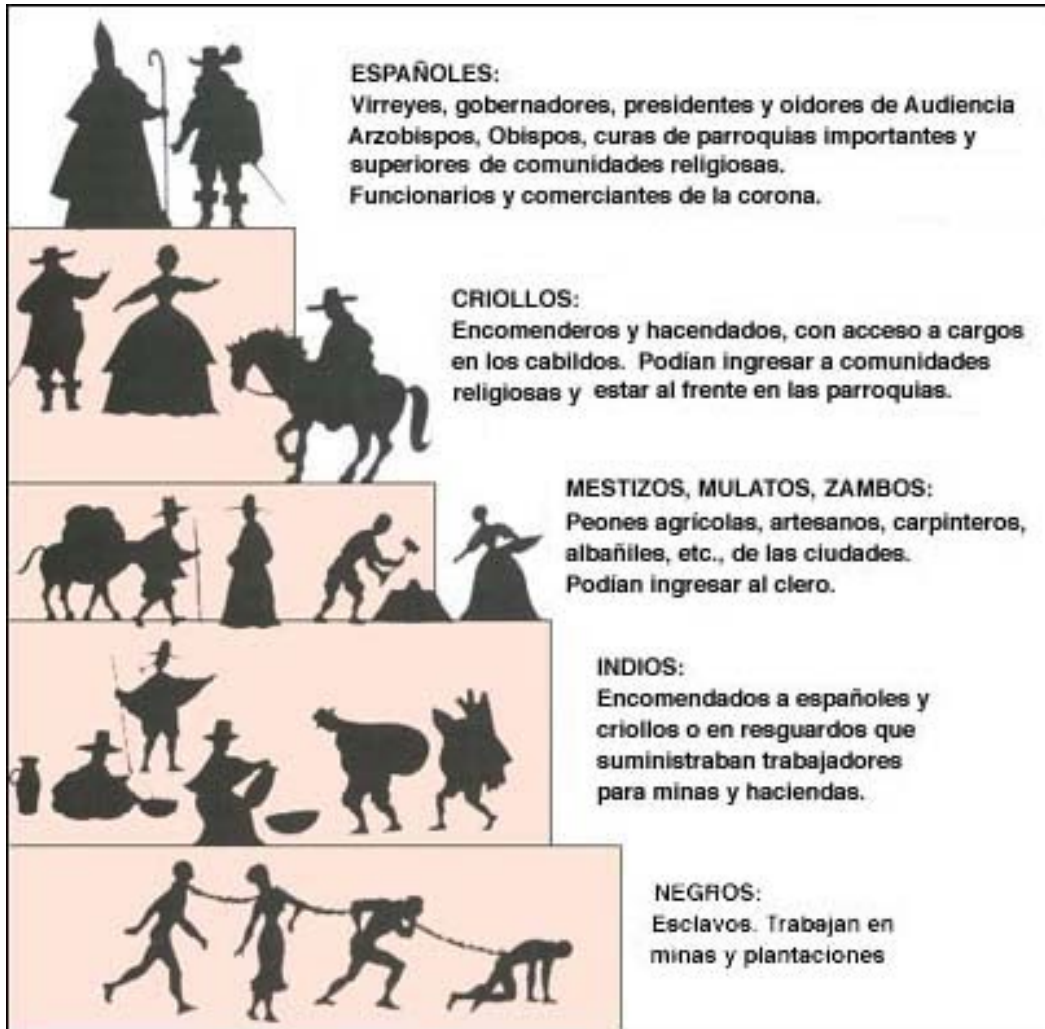 ESPAÑOLES:
Virreyes, gobernadores, presidentes y oidores de Audiencia
Arzobispos, Obispos, curas de parroquias importantes y
superiores de comunidades religiosas.
Funcionarios y comerciantes de la corona.
CRIOLLOS:
Encomenderos y hacendados, con acceso a cargos
en los cabildos. Podían ingresar a comunidades
religiosas y estar al frente en las parroquias.
MESTIZOS, MULATOS, ZAMBOS:
Peones agrícolas, artesanos, carpinteros,
albañiles, etc., de las ciudades.
Podían ingresar al clero.
INDIOS:
Encomendados a españoles y
criollos o en resguardos que
suministraban trabajadores
para minas y haciendas.
NEGROS:
Esclavos. Trabajan en
minas y plantaciones